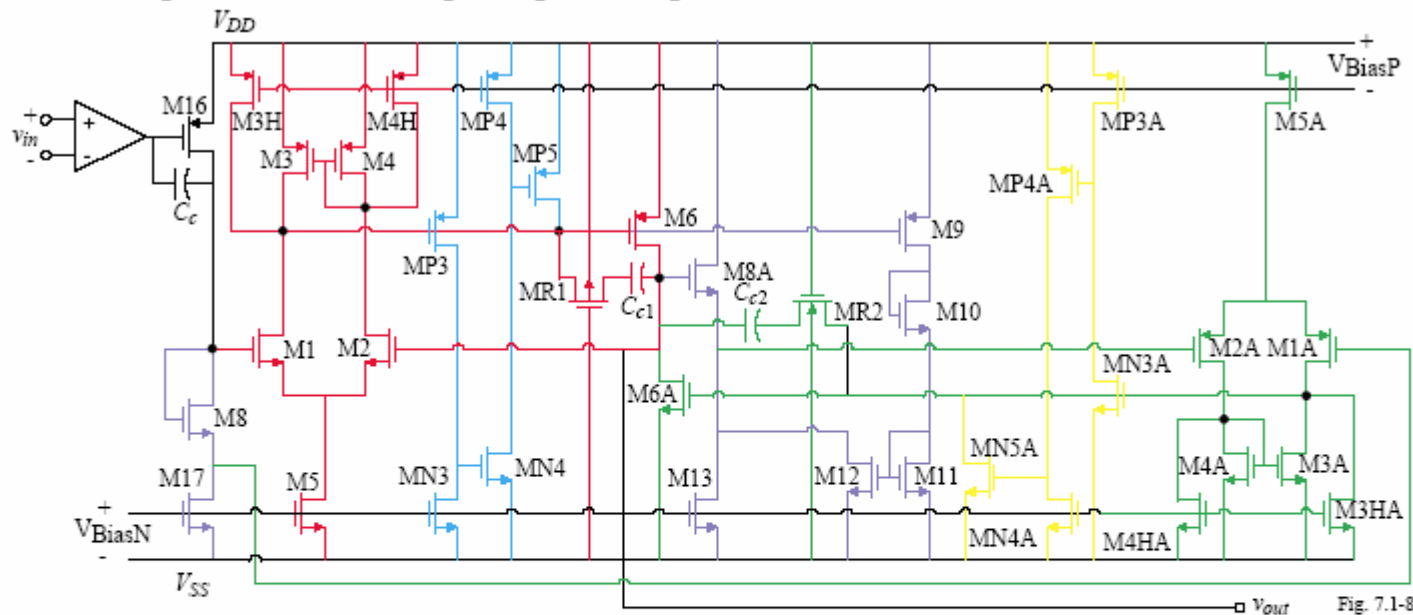 VDD
+
VBiasP
-
M16
+
vin
-
+
-
Cc
M3H
M4H
MP4
MP3A
M5A
M3
M4
MP5
MP4A
M6
M9
MP3
MR1
Cc1
M8A
Cc2
MR2
M10
M1
M2
M2A
M1A
MN3A
M6A
M8
M17
M5
MN3
MN4
M13
M12
M11
MN5A
M4A
M3A
+
VBiasN
-
MN4A
M4HA
M3HA
VSS
vout
Fig. 7.1-8